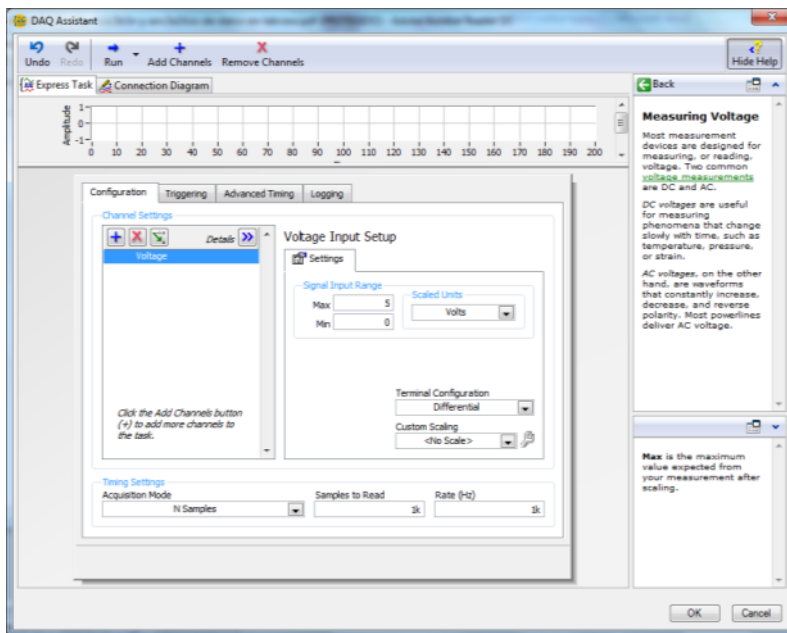 DAQ Assistant
Undo Redo Run Add Channels Remove Channels Hide Help
Express Task Connection Diagram
Amplitude
1
0
-1
0 10 20 30 40 50 60 70 80 90 100 110 120 130 140 150 160 170 180 190 200
Configuration Triggering Advanced Timing Logging
Channel Settings
Details
Voltage
Click the Add Channels button
(+) to add more channels to
the task.
Voltage Input Setup
Settings
Signal Input Range
Max 5
Min 0
Scaled Units
Volts
Terminal Configuration
Differential
Custom Scaling
<No Scale>
Timing Settings
Acquisition Mode Samples to Read Rate (Hz)
N Samples 1k 1k
Back
Measuring Voltage
Most measurement
devices are designed for
measuring, or reading,
voltage. Two common
voltage measurements
are DC and AC.
DC voltages are useful
for measuring
phenomena that change
slowly with time, such as
temperature, pressure,
or strain.
AC voltages, on the other
hand, are waveforms
that constantly increase,
decrease, and reverse
polarity. Most powerlines
deliver AC voltage.
Max is the maximum
value expected from
your measurement after
scaling.
OK Cancel